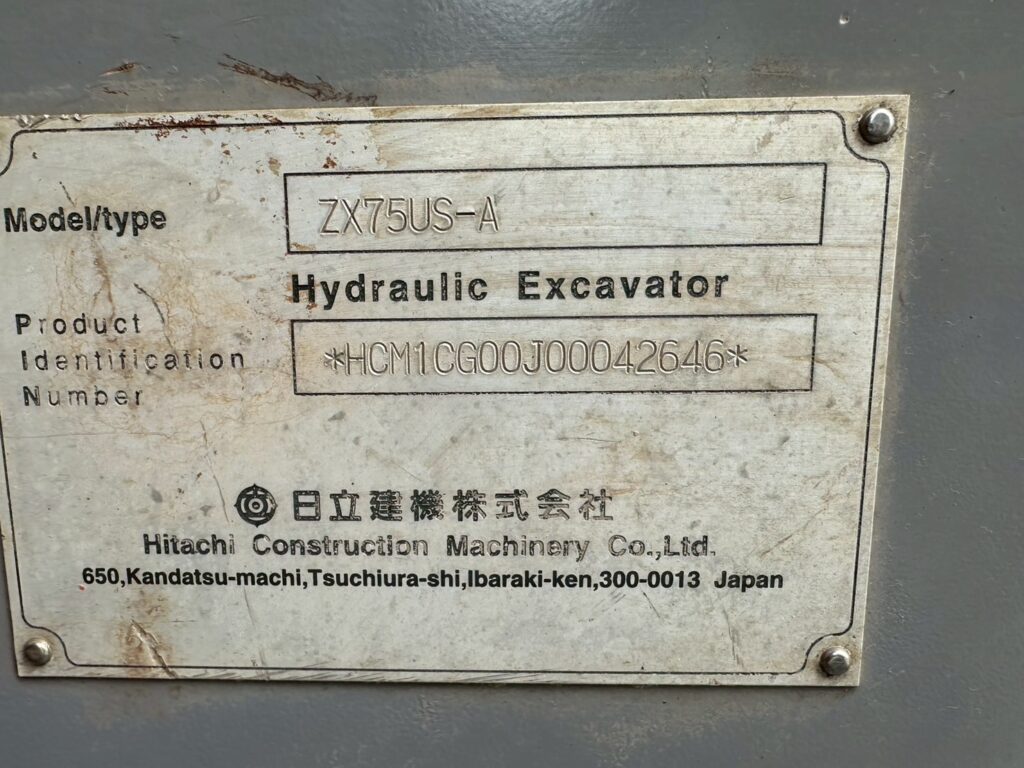 Model/type
ZX75US-A
Hydraulic Excavator
Product
Identification
Number
*HCM1CG00J00042646*
日立建機株式会社
Hitachi Construction Machinery Co.,Ltd.
650,Kandatsu-machi,Tsuchiura-shi,Ibaraki-ken,300-0013 Japan